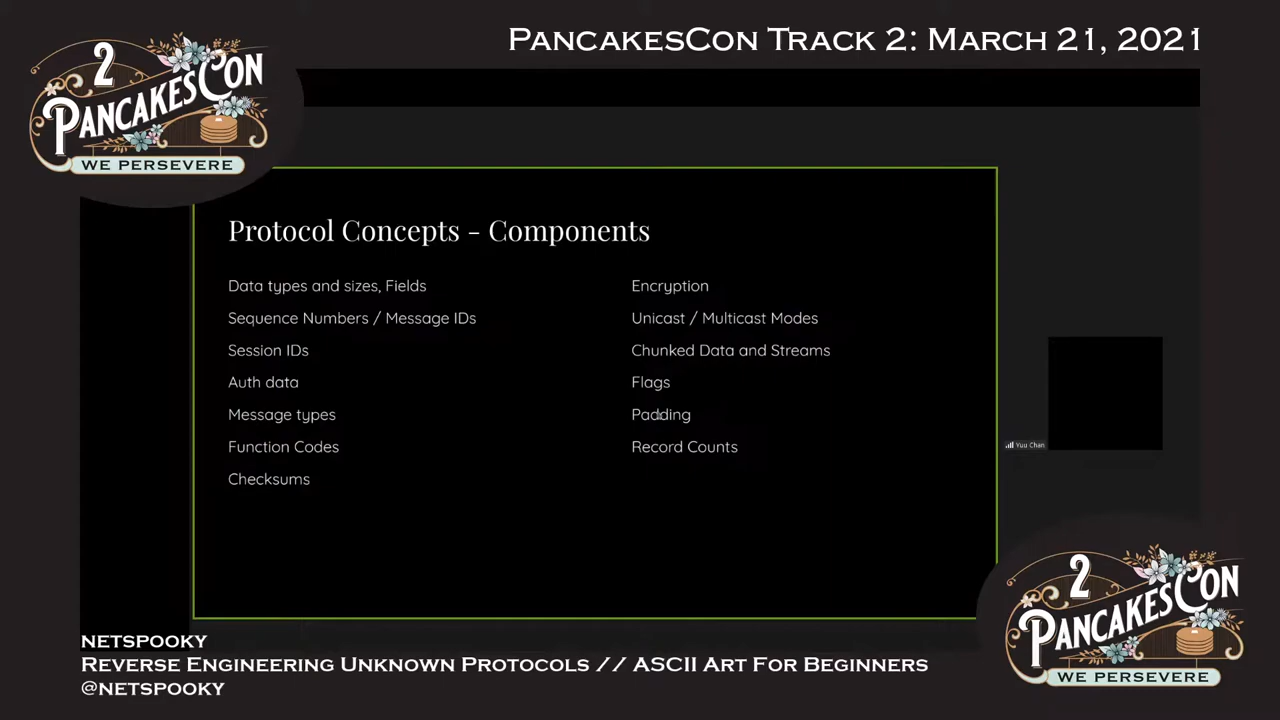 PancakesCon Track 2: March 21, 2021
2
PancakesCon
WE PERSEVERE
Protocol Concepts - Components
Data types and sizes, Fields
Sequence Numbers / Message IDs
Session IDs
Auth data
Message types
Function Codes
Checksums
Encryption
Unicast / Multicast Modes
Chunked Data and Streams
Flags
Padding
Record Counts
Yuu Chan
netspooky
Reverse Engineering Unknown Protocols // ASCII Art For Beginners
@netspooky
2
PancakesCon
WE PERSEVERE